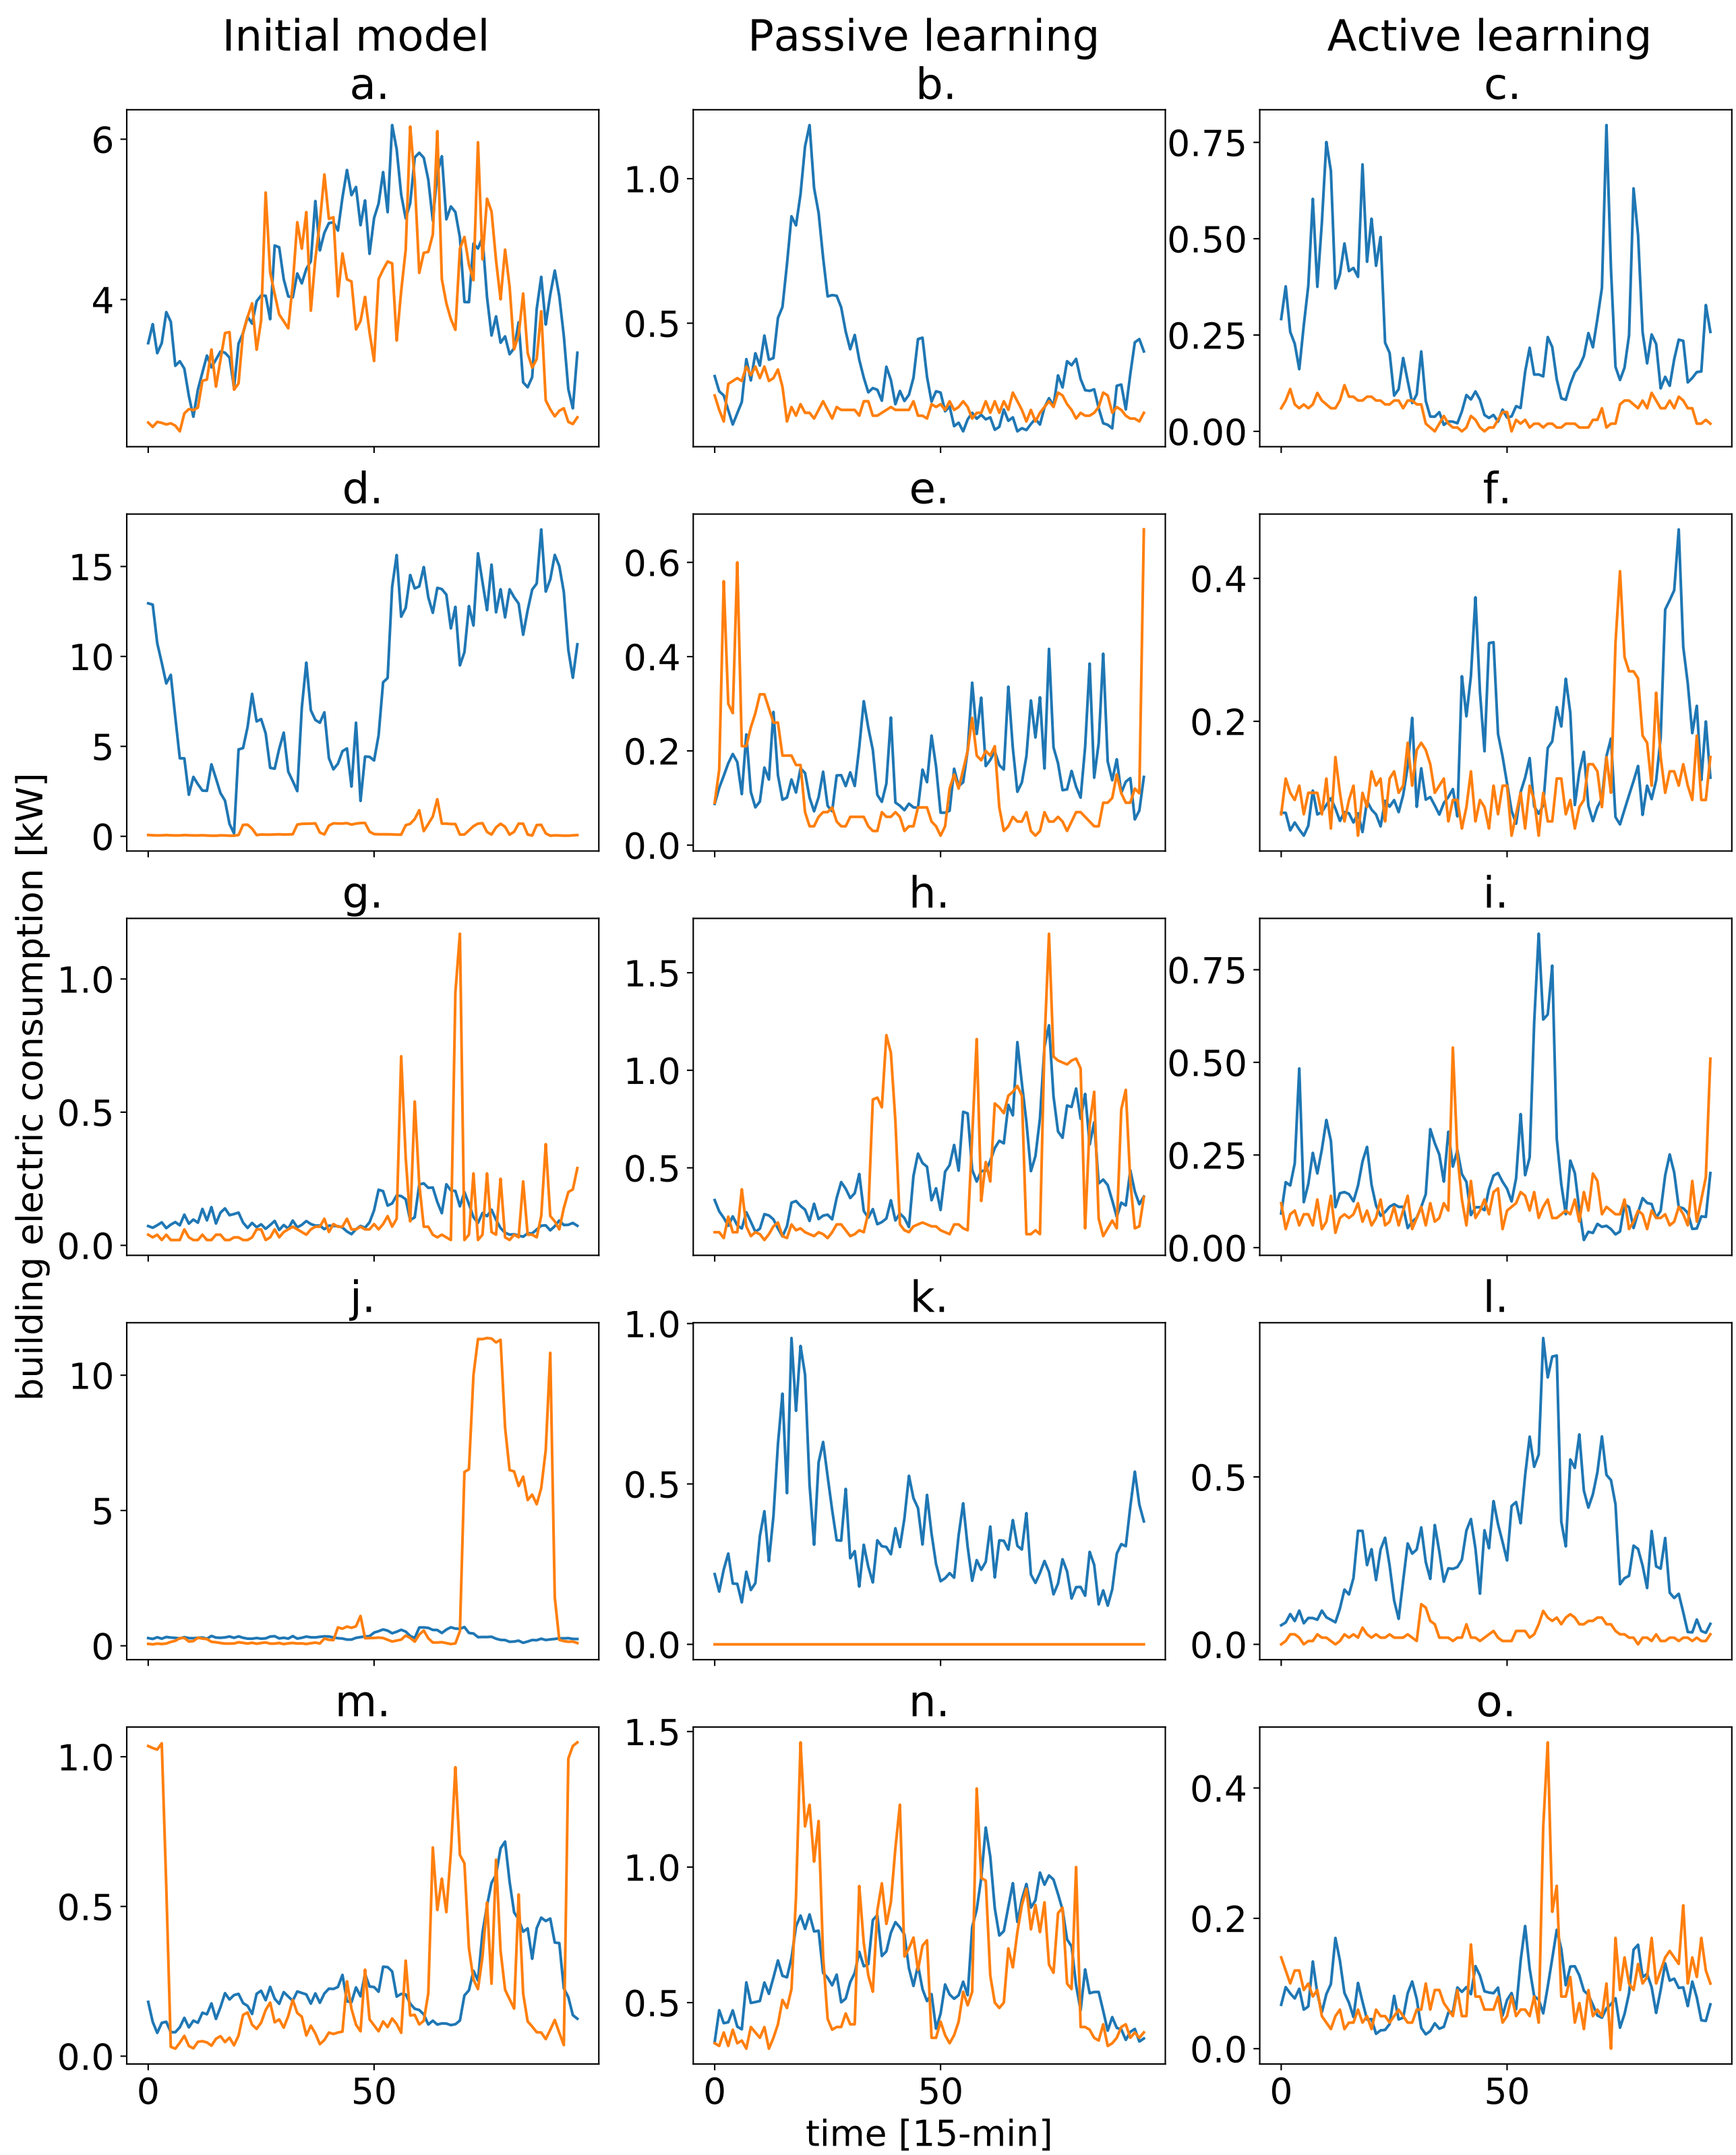 Initial model Passive learning Active learning
a. b. c.
6 1.0 0.75
4 0.5 0.50
0.25
0.00
d. e. f.
15 0.6 0.4
10 0.4 0.2
5 0.2
0 0.0
building electric consumption [kW]
g. h. i.
1.0 1.5 0.75
0.5 1.0 0.50
0.0 0.5 0.25
0.00
j. k. l.
10 1.0 0.5
5 0.5 0.0
0 0.0
m. n. o.
1.0 1.5 0.4
0.5 1.0 0.2
0.0 0.5 0.0
0 50 0 50 0 50
time [15-min]